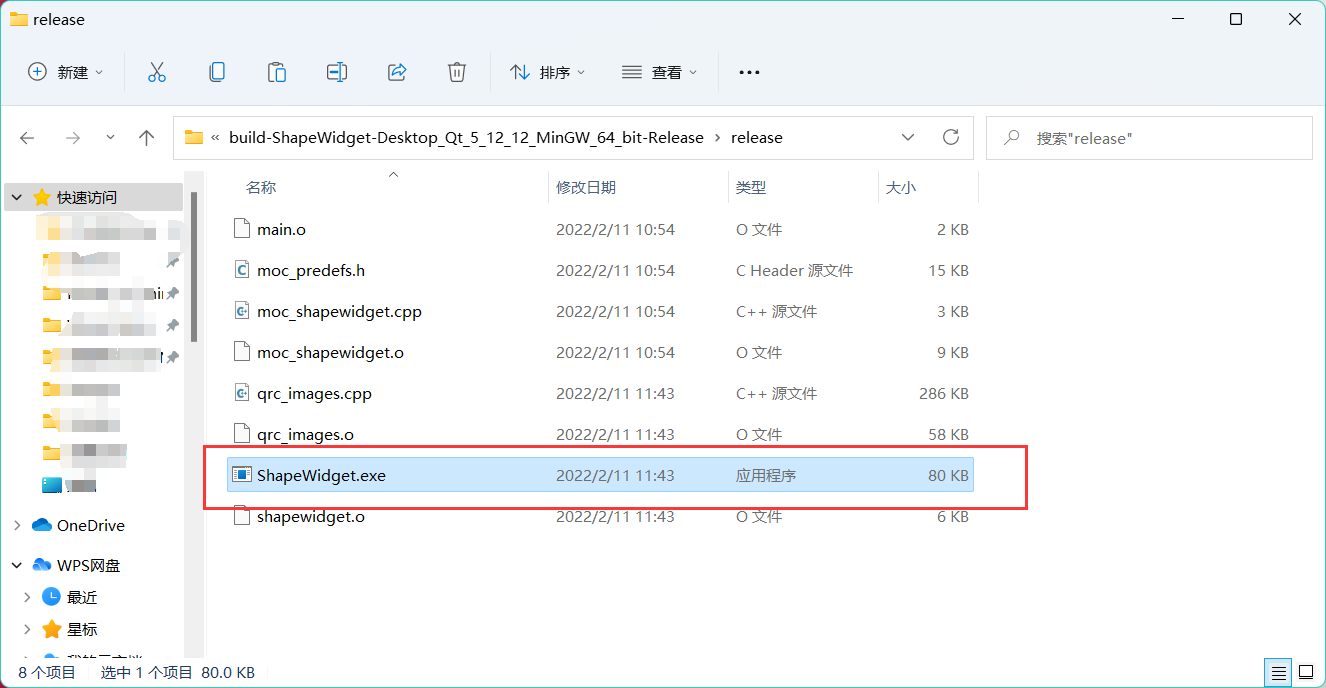 release
新建
排序
查看
« build-ShapeWidget-Desktop_Qt_5_12_12_MinGW_64_bit-Release › release
搜索"release"
快速访问
OneDrive
WPS网盘
最近
星标
名称 修改日期 类型 大小
main.o 2022/2/11 10:54 O 文件 2 KB
moc_predefs.h 2022/2/11 10:54 C Header 源文件 15 KB
moc_shapewidget.cpp 2022/2/11 10:54 C++ 源文件 3 KB
moc_shapewidget.o 2022/2/11 10:54 O 文件 9 KB
qrc_images.cpp 2022/2/11 11:43 C++ 源文件 286 KB
qrc_images.o 2022/2/11 11:43 O 文件 58 KB
ShapeWidget.exe 2022/2/11 11:43 应用程序 80 KB
shapewidget.o 2022/2/11 11:43 O 文件 6 KB
8 个项目 选中 1 个项目 80.0 KB